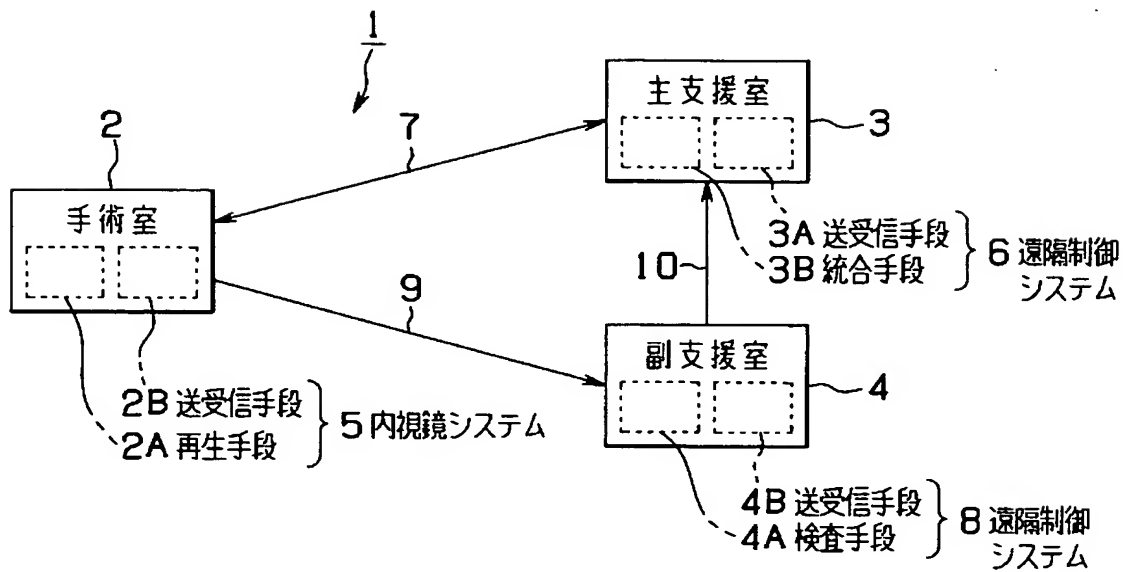 1
主支援室
7
3
2
手術室
3A 送受信手段
3B 統合手段
6 遠隔制御
システム
10
9
副支援室
4
2B 送受信手段
2A 再生手段
5 内視鏡システム
4B 送受信手段
4A 検査手段
8 遠隔制御
システム